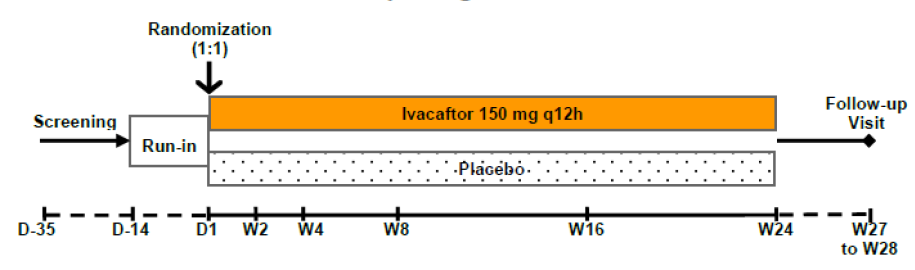 Randomization
(1:1)
Ivacaftor 150 mg q12h
Follow-up
Visit
Screening
Run-in
Placebo
D-35
D-14
D1
W2
W4
W8
W16
W24
W27
to W28